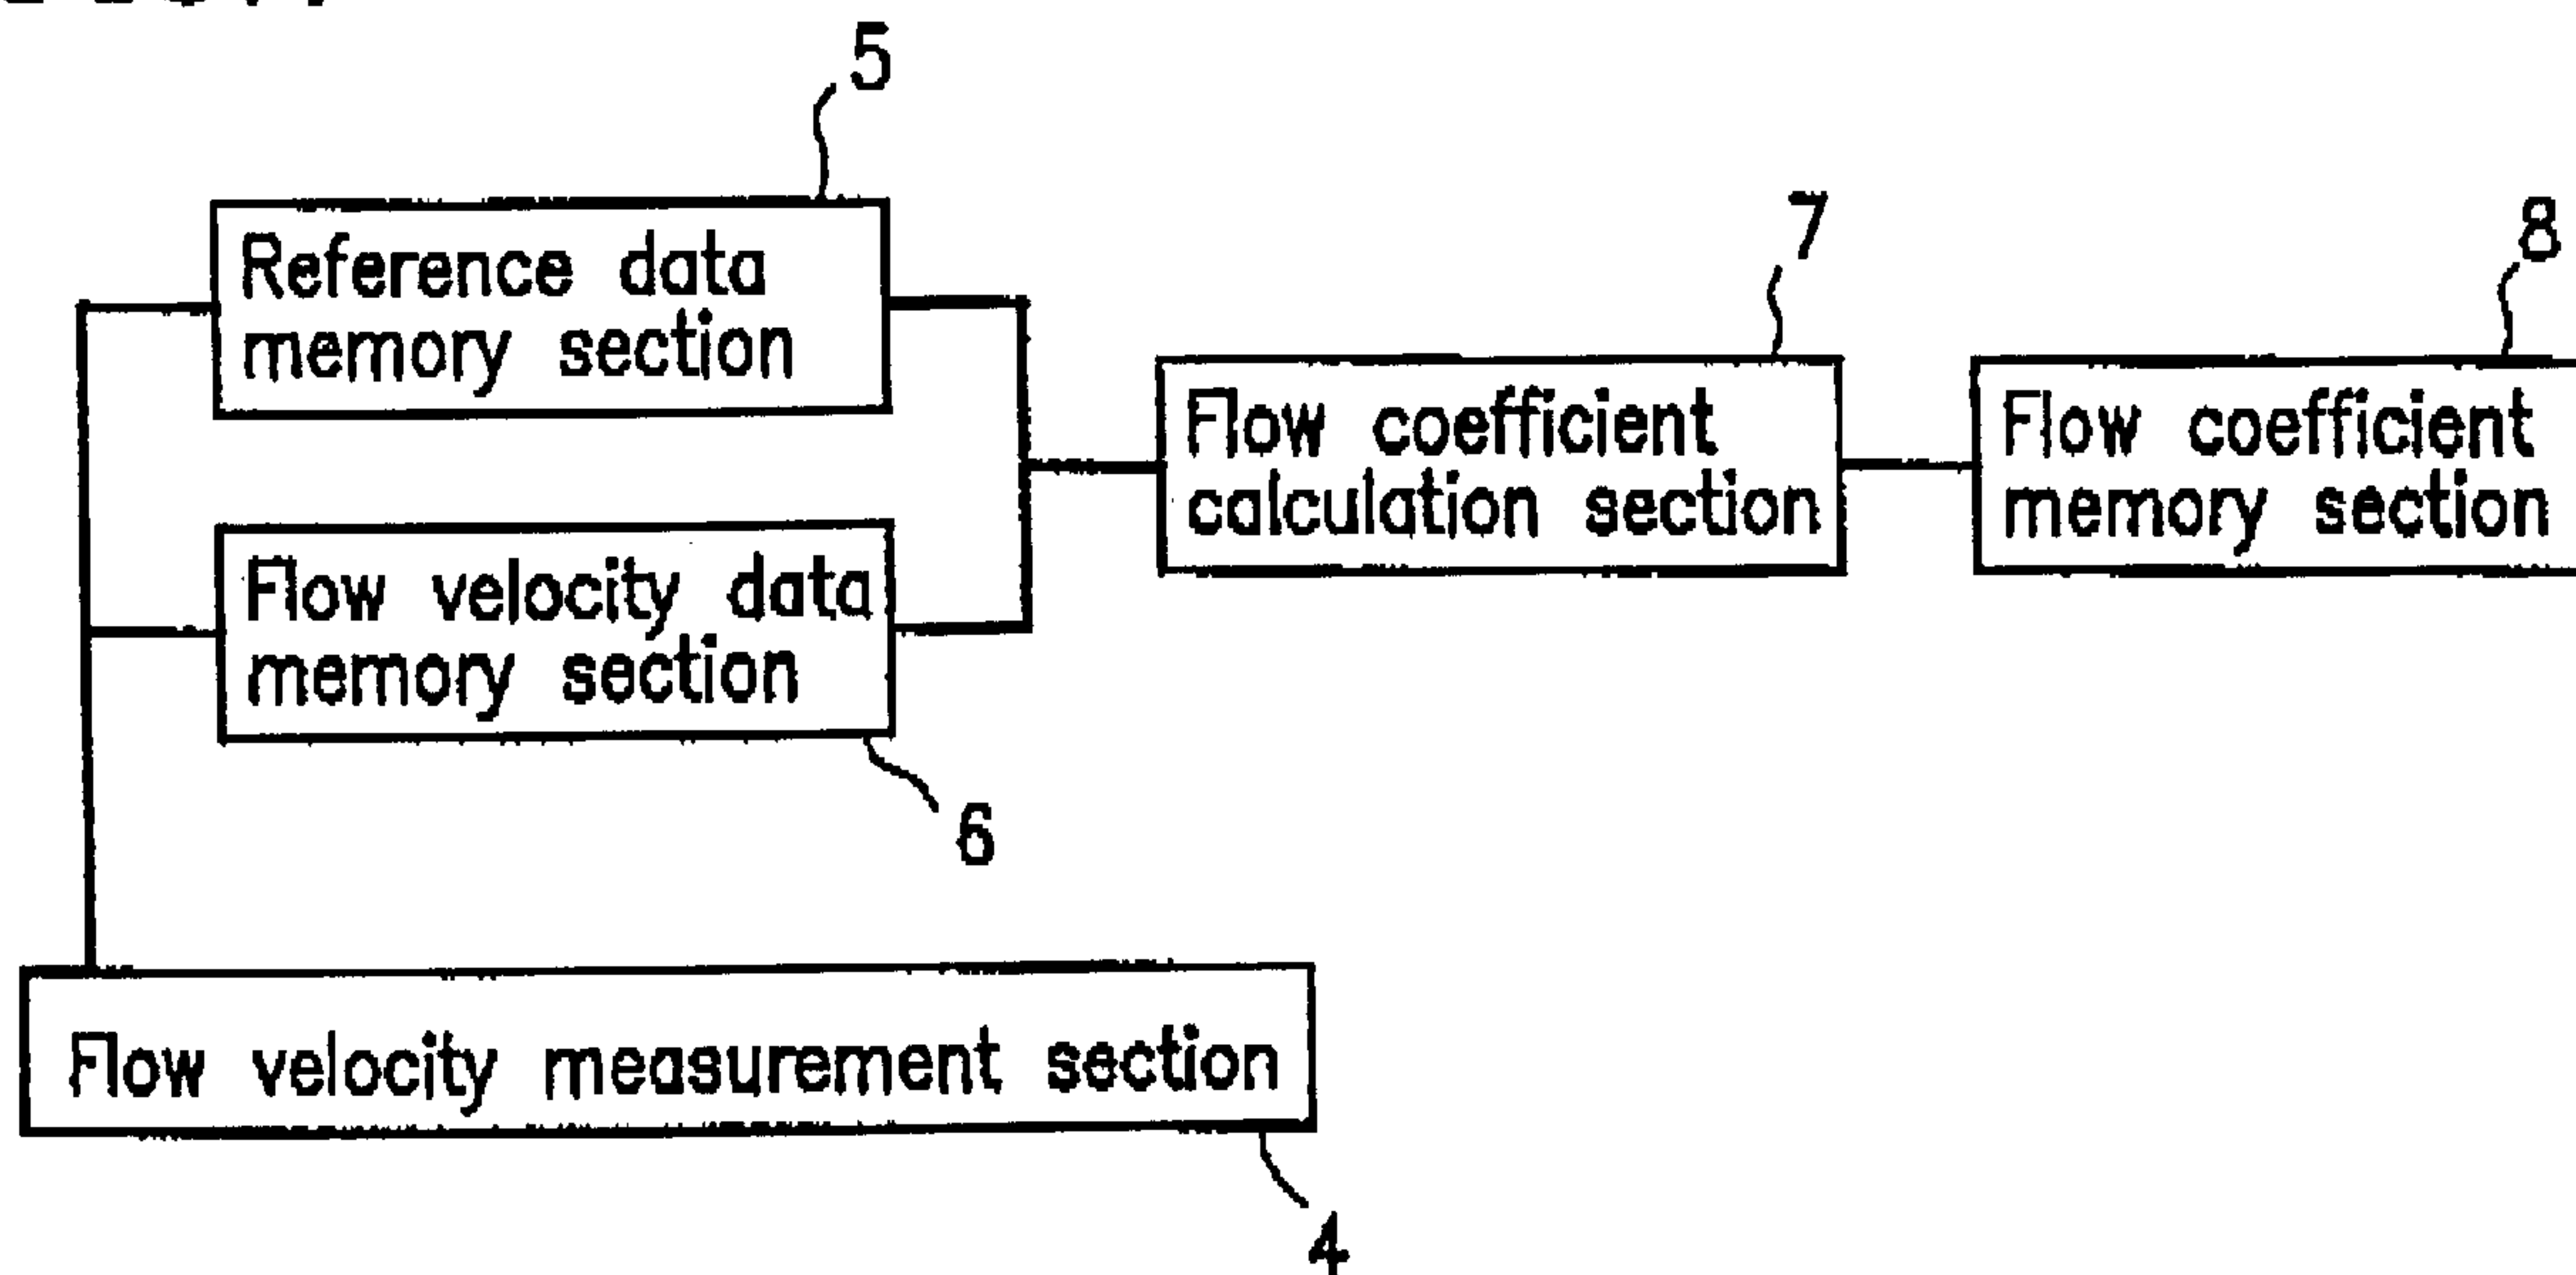 5
Reference data
memory section
7
8
Flow coefficient
calculation section
Flow coefficient
memory section
Flow velocity data
memory section
6
Flow velocity measurement section
4